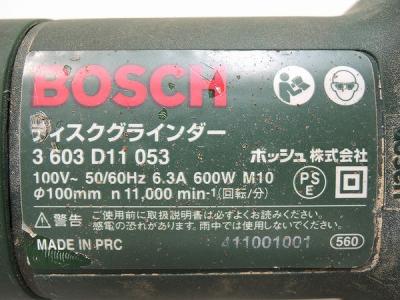 BOSCH
ディスクグラインダー
3 603 D11 053
ボッシュ 株式会社
100V~ 50/60Hz 6.3A 600W M10
Φ100mm n 11,000 min⁻¹(回転/分)
PS
E
⚠警告 ご使用前に取扱説明書は必ずよくお読みください。
感電の恐れがあります。雨中では使用しないでください。
MADE IN PRC 411001001 560